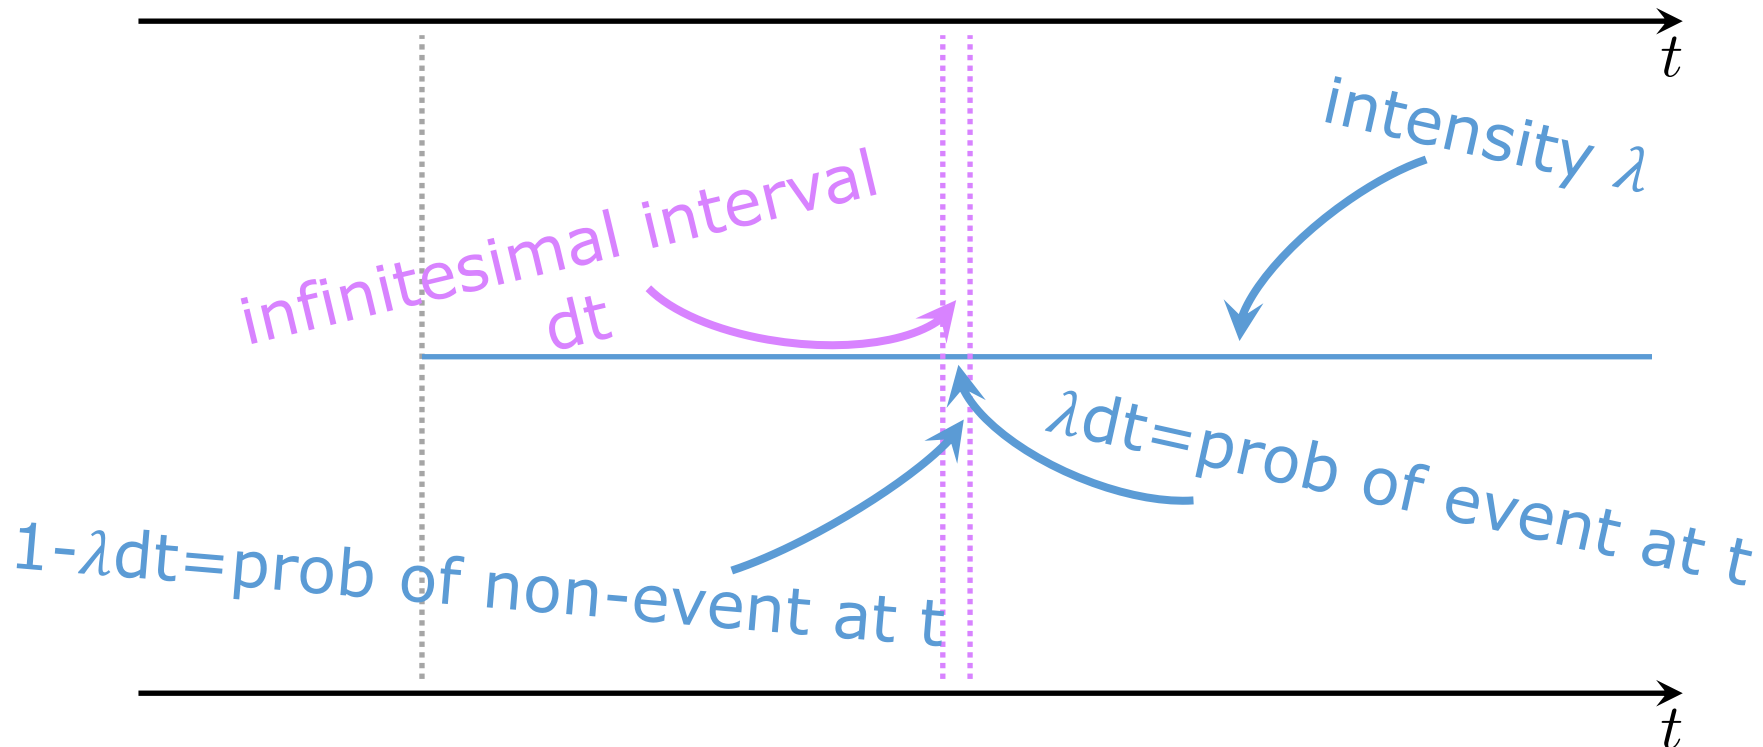 t
intensity λ
infinitesimal interval
dt
λdt=prob of event at t
1-λdt=prob of non-event at t
t